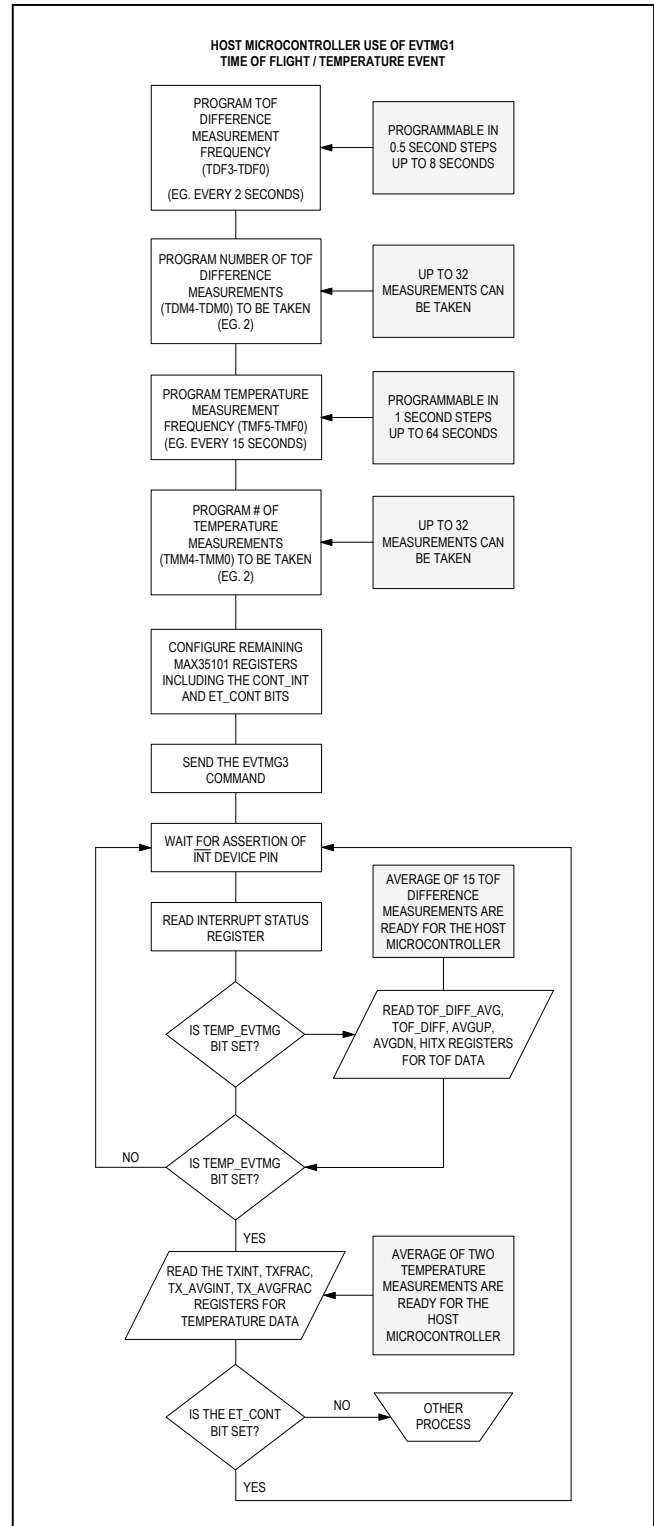 HOST MICROCONTROLLER USE OF EVTMG1
TIME OF FLIGHT / TEMPERATURE EVENT
PROGRAM TOF
DIFFERENCE
MEASUREMENT
FREQUENCY
(TDF3-TDF0)
(EG. EVERY 2 SECONDS)
PROGRAMMABLE IN
0.5 SECOND STEPS
UP TO 8 SECONDS
PROGRAM NUMBER OF TOF
DIFFERENCE
MEASUREMENTS
(TDM4-TDM0) TO BE TAKEN
(EG. 2)
UP TO 32
MEASUREMENTS CAN
BE TAKEN
PROGRAM TEMPERATURE
MEASUREMENT
FREQUENCY (TMF5-TMF0)
(EG. EVERY 15 SECONDS)
PROGRAMMABLE IN
1 SECOND STEPS
UP TO 64 SECONDS
PROGRAM # OF
TEMPERATURE
MEASUREMENTS
(TMM4-TMM0) TO BE TAKEN
(EG. 2)
UP TO 32
MEASUREMENTS CAN
BE TAKEN
CONFIGURE REMAINING
MAX35101 REGISTERS
INCLUDING THE CONT_INT
AND ET_CONT BITS
SEND THE EVTMG3
COMMAND
WAIT FOR ASSERTION OF
INT DEVICE PIN
READ INTERRUPT STATUS
REGISTER
AVERAGE OF 15 TOF
DIFFERENCE
MEASUREMENTS ARE
READY FOR THE HOST
MICROCONTROLLER
IS TEMP_EVTMG
BIT SET?
READ TOF_DIFF_AVG,
TOF_DIFF, AVGUP,
AVGDN, HITX REGISTERS
FOR TOF DATA
NO
IS TEMP_EVTMG
BIT SET?
YES
READ THE TXINT, TXFRAC,
TX_AVGINT, TX_AVGFRAC
REGISTERS FOR
TEMPERATURE DATA
AVERAGE OF TWO
TEMPERATURE
MEASUREMENTS ARE
READY FOR THE
HOST
MICROCONTROLLER
IS THE ET_CONT
BIT SET?
NO
OTHER
PROCESS
YES